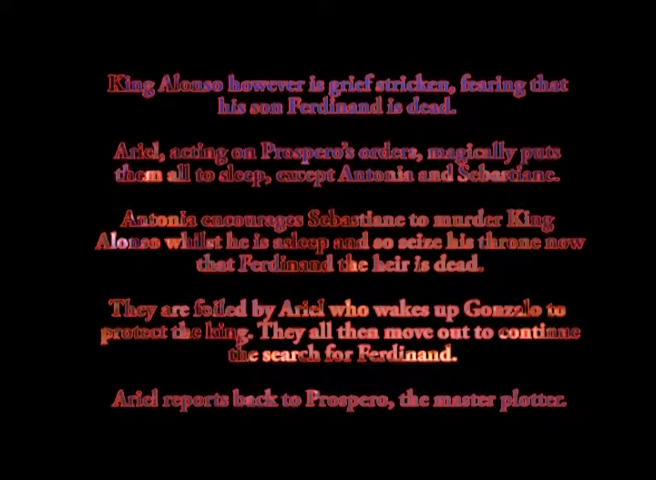 King Alonso however is grief stricken, fearing that
his son Ferdinand is dead.
Ariel, acting on Prospero's orders, magically puts
them all to sleep, except Antonia and Sebastiane.
Antonia encourages Sebastiane to murder King
Alonso whilst he is asleep and so seize his throne now
that Ferdinand the heir is dead.
They are foiled by Ariel who wakes up Gonzalo to
protect the king. They all then move out to continue
the search for Ferdinand.
Ariel reports back to Prospero, the master plotter.